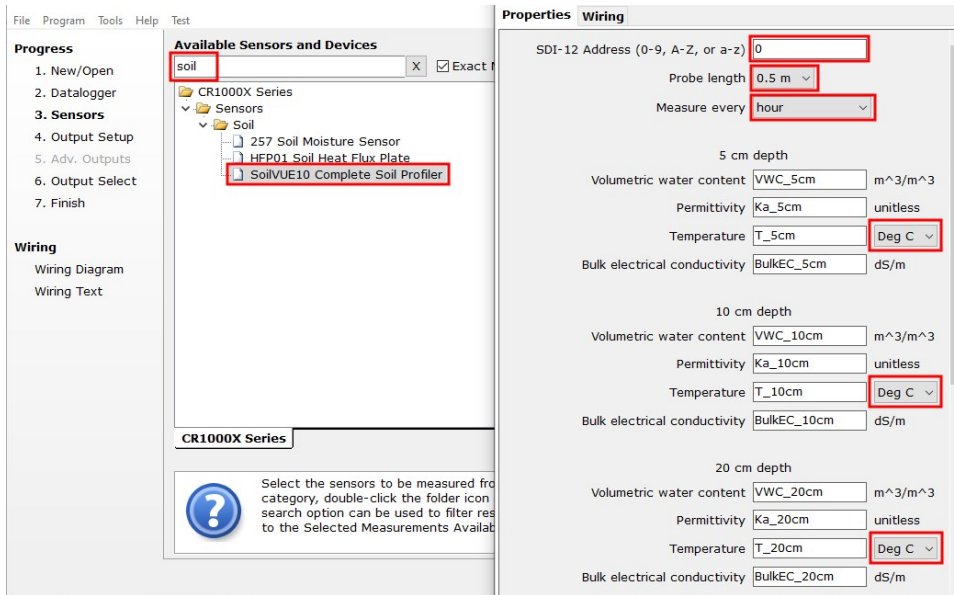 File Program Tools Help Test
Progress
1. New/Open
2. Datalogger
3. Sensors
4. Output Setup
5. Adv. Outputs
6. Output Select
7. Finish
Wiring
Wiring Diagram
Wiring Text
Available Sensors and Devices
soil X Exact
CR1000X Series
Sensors
Soil
257 Soil Moisture Sensor
HFP01 Soil Heat Flux Plate
SoilVUE10 Complete Soil Profiler
CR1000X Series
Select the sensors to be measured
category, double-click the folder icon
search option can be used to filter
to the Selected Measurements
Properties Wiring
SDI-12 Address (0-9, A-Z, or a-z) 0
Probe length 0.5 m
Measure every hour
5 cm depth
Volumetric water content VWC_5cm m^3/m^3
Permittivity Ka_5cm unitless
Temperature T_5cm Deg C
Bulk electrical conductivity BulkEC_5cm dS/m
10 cm depth
Volumetric water content VWC_10cm m^3/m^3
Permittivity Ka_10cm unitless
Temperature T_10cm Deg C
Bulk electrical conductivity BulkEC_10cm dS/m
20 cm depth
Volumetric water content VWC_20cm m^3/m^3
Permittivity Ka_20cm unitless
Temperature T_20cm Deg C
Bulk electrical conductivity BulkEC_20cm dS/m